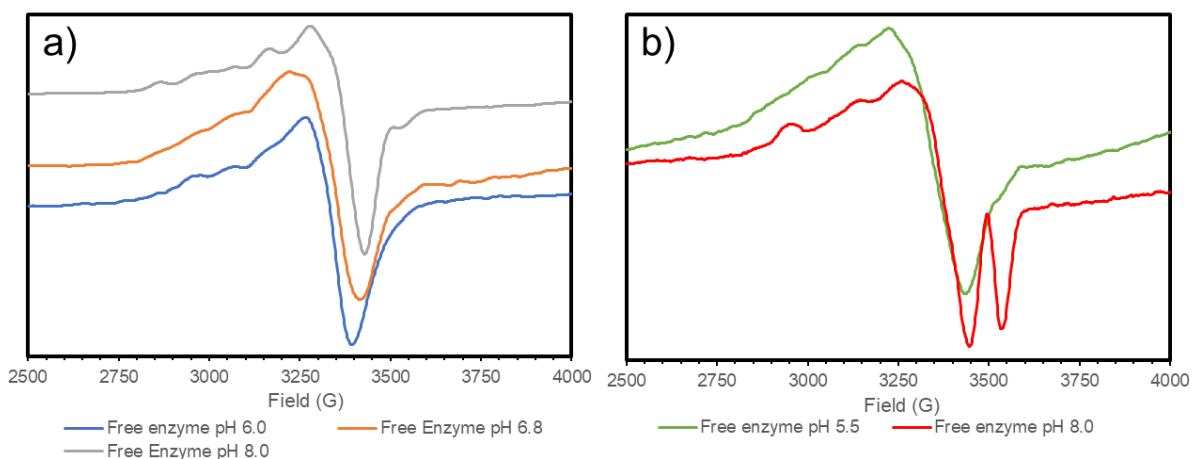 a)
2500 2750 3000 3250 3500 3750 4000
Field (G)
Free enzyme pH 6.0 Free Enzyme pH 6.8
Free Enzyme pH 8.0
b)
2500 2750 3000 3250 3500 3750 4000
Field (G)
Free enzyme pH 5.5 Free enzyme pH 8.0